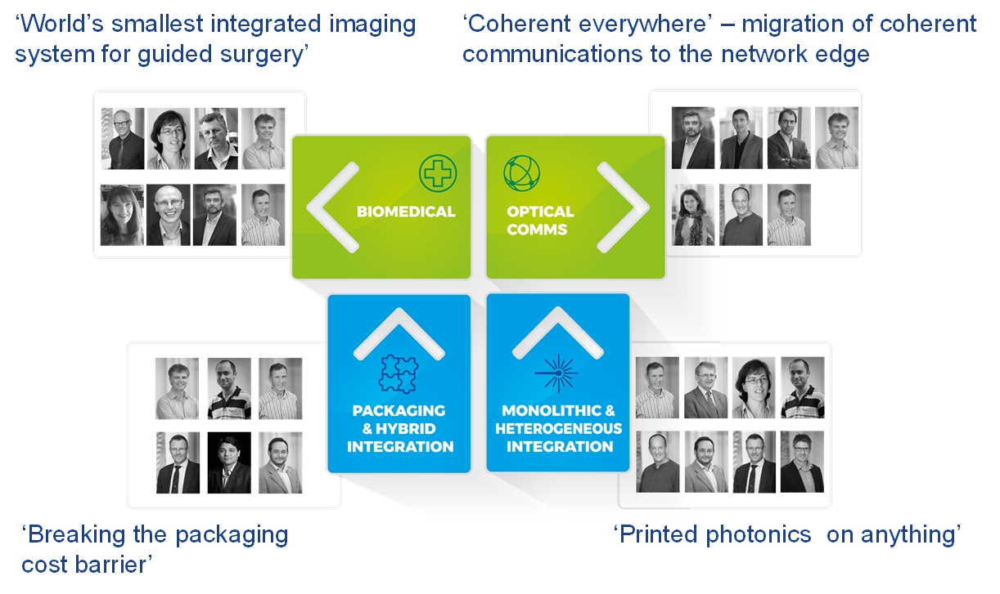 ‘World’s smallest integrated imaging
system for guided surgery’
‘Coherent everywhere’ – migration of coherent
communications to the network edge
BIOMEDICAL
OPTICAL
COMMS
PACKAGING
& HYBRID
INTEGRATION
MONOLITHIC &
HETEROGENEOUS
INTEGRATION
‘Breaking the packaging
cost barrier’
‘Printed photonics  on anything’